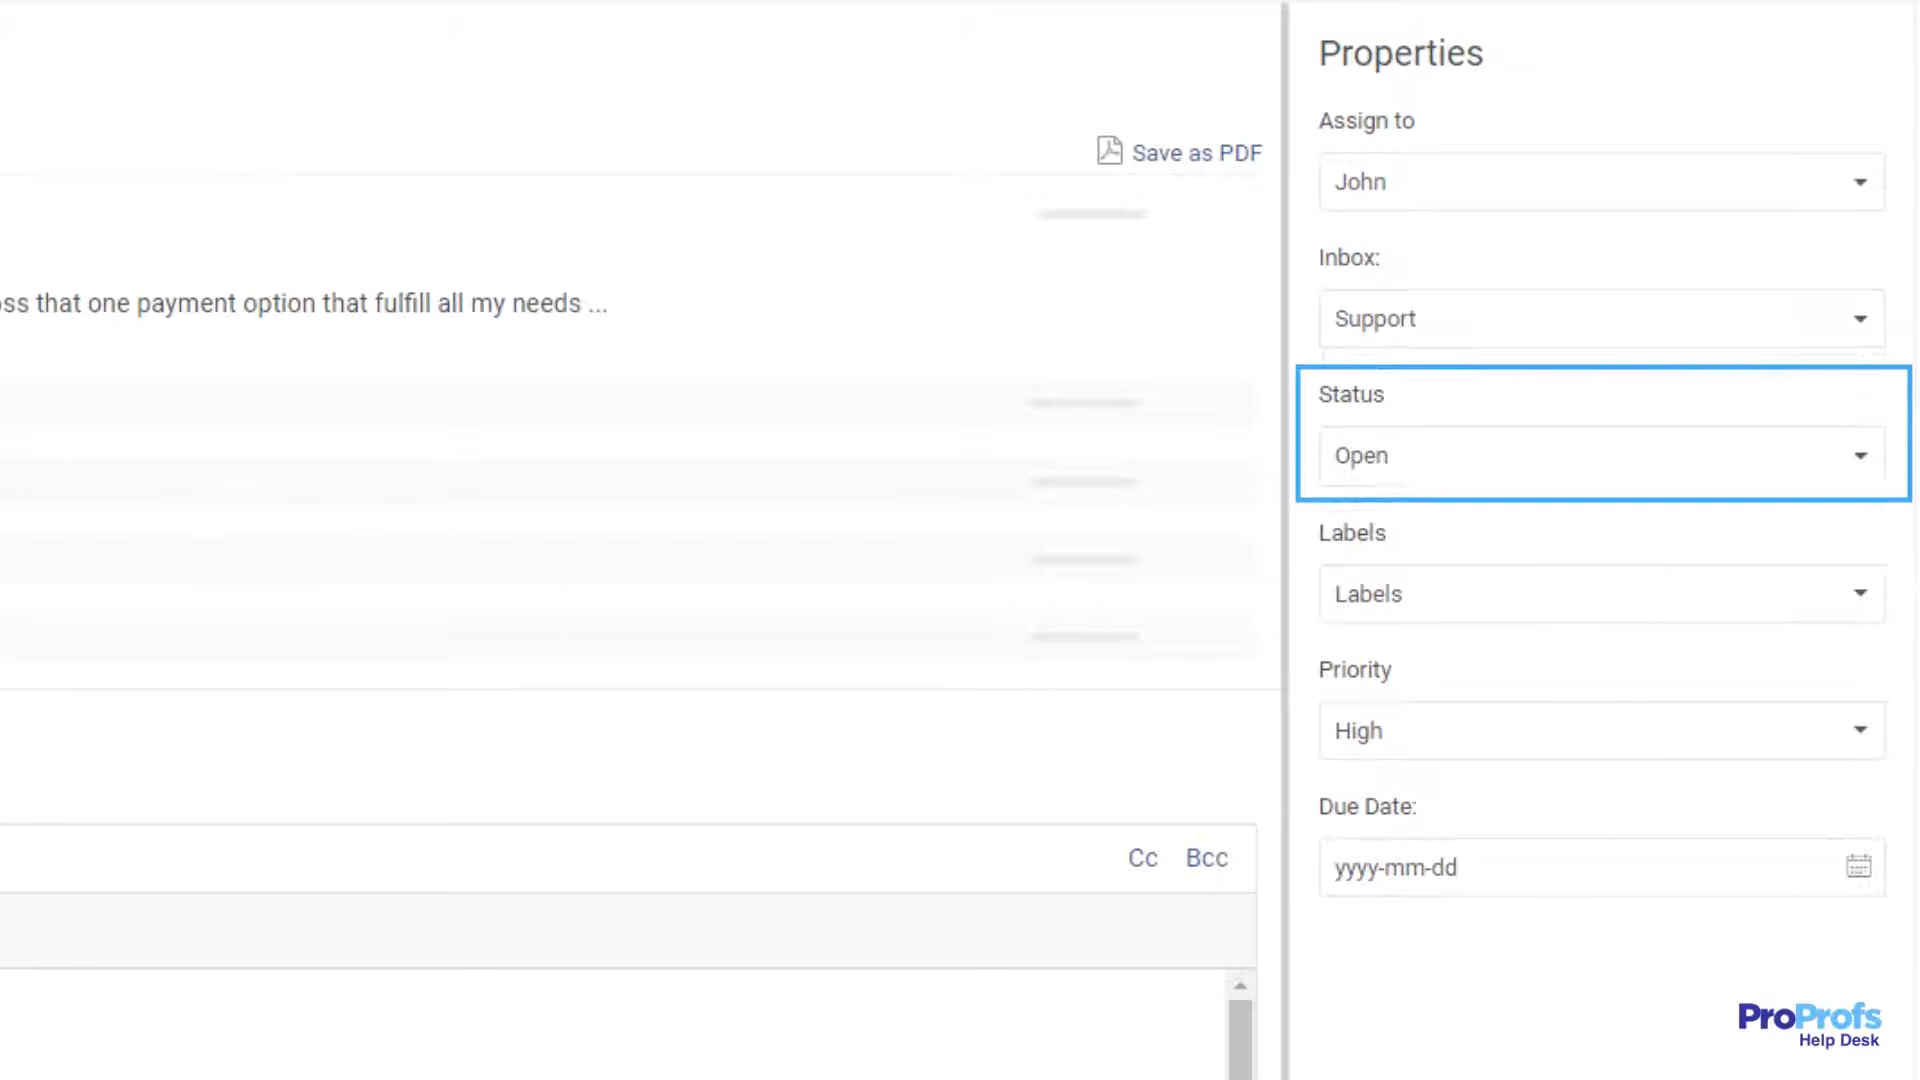 Save as PDF
that one payment option that fulfill all my needs ...
Cc Bcc
Properties
Assign to
John
Inbox:
Support
Status
Open
Labels
Labels
Priority
High
Due Date:
yyyy-mm-dd
ProProfs
Help Desk